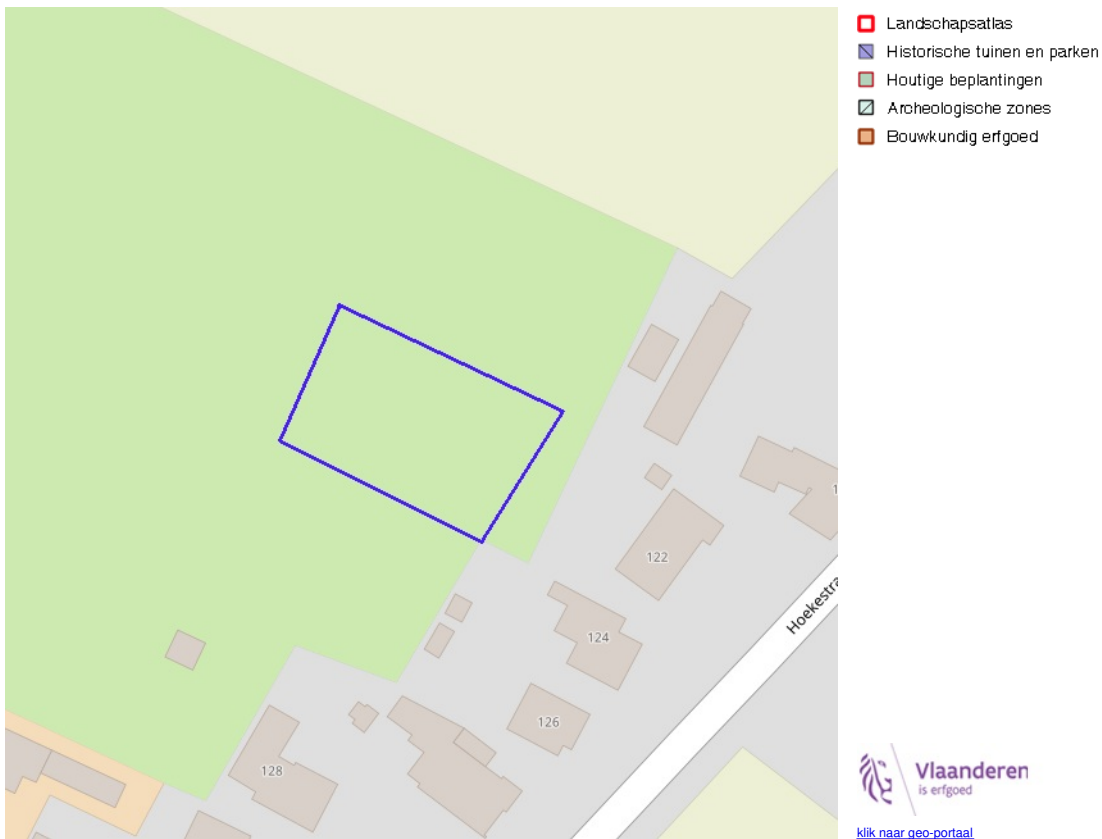 Landschapsatlas
Historische tuinen en parken
Houtige beplantingen
Archeologische zones
Bouwkundig erfgoed
122
124
126
128
Vlaanderen
is erfgoed
klik naar geo-portaal